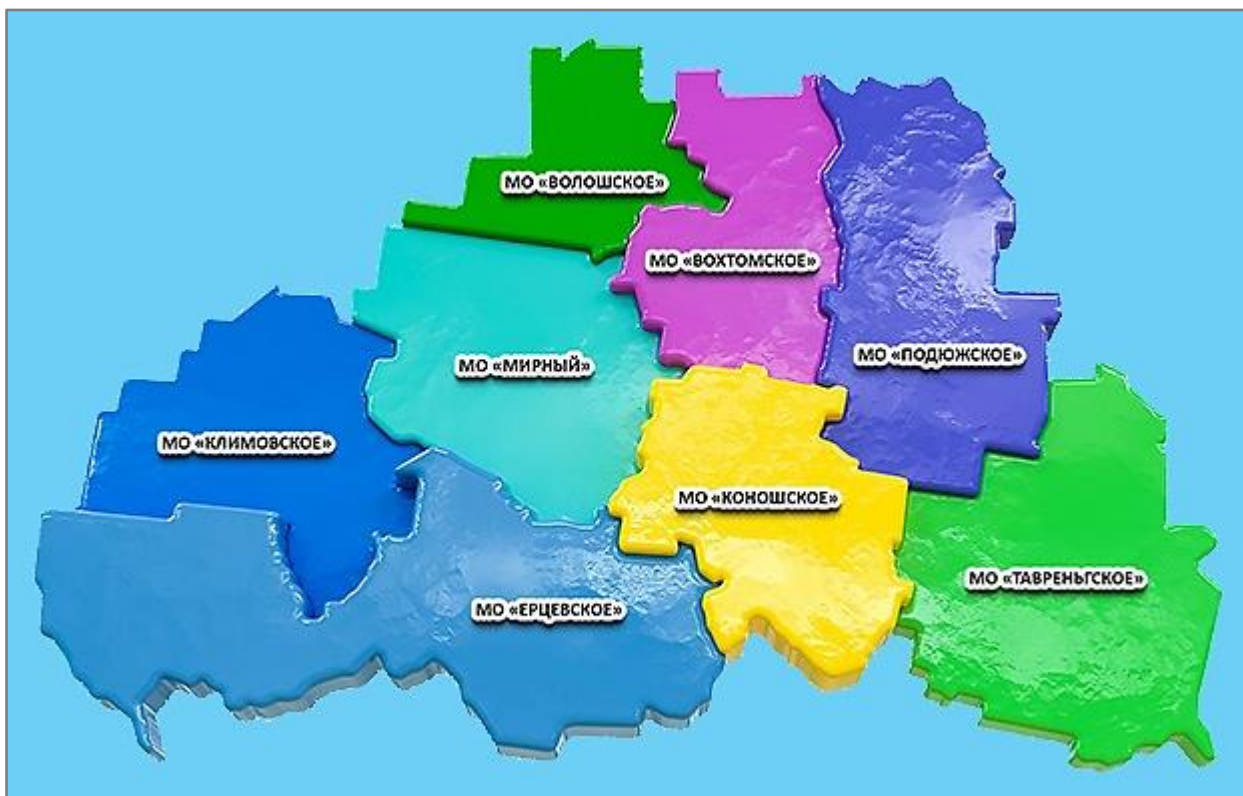 МО «ВОЛОШСКОЕ»
МО «ВОХТОМСКОЕ»
МО «ПОДЮЖСКОЕ»
МО «МИРНЫЙ»
МО «КЛИМОВСКОЕ»
МО «КОНОШСКОЕ»
МО «ТАВРЕНЬГСКОЕ»
МО «ЕРЦЕВСКОЕ»